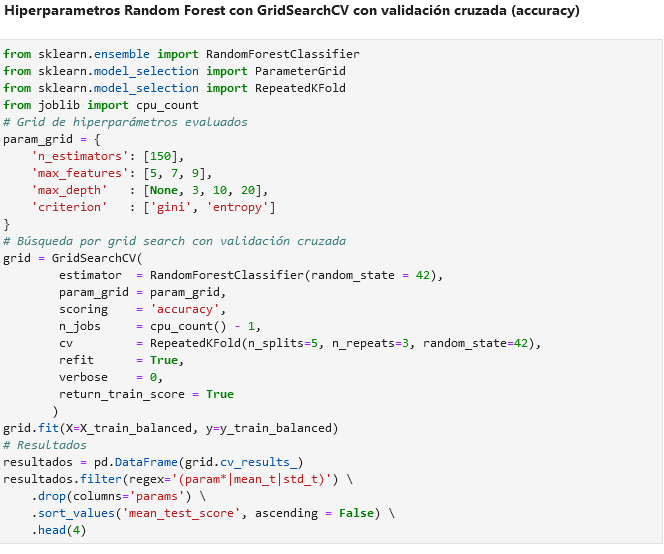 Hiperparametros Random Forest con GridSearchCV con validación cruzada (accuracy)
from sklearn.ensemble import RandomForestClassifier
from sklearn.model_selection import ParameterGrid
from sklearn.model_selection import RepeatedKFold
from joblib import cpu_count
# Grid de hiperparámetros evaluados
param_grid = {
    'n_estimators': [150],
    'max_features': [5, 7, 9],
    'max_depth'   : [None, 3, 10, 20],
    'criterion'   : ['gini', 'entropy']
}
# Búsqueda por grid search con validación cruzada
grid = GridSearchCV(
        estimator  = RandomForestClassifier(random_state = 42),
        param_grid = param_grid,
        scoring    = 'accuracy',
        n_jobs     = cpu_count() - 1,
        cv         = RepeatedKFold(n_splits=5, n_repeats=3, random_state=42),
        refit      = True,
        verbose    = 0,
        return_train_score = True
       )
grid.fit(X=X_train_balanced, y=y_train_balanced)
# Resultados
resultados = pd.DataFrame(grid.cv_results_)
resultados.filter(regex='(param*|mean_t|std_t)') \
    .drop(columns='params') \
    .sort_values('mean_test_score', ascending = False) \
    .head(4)